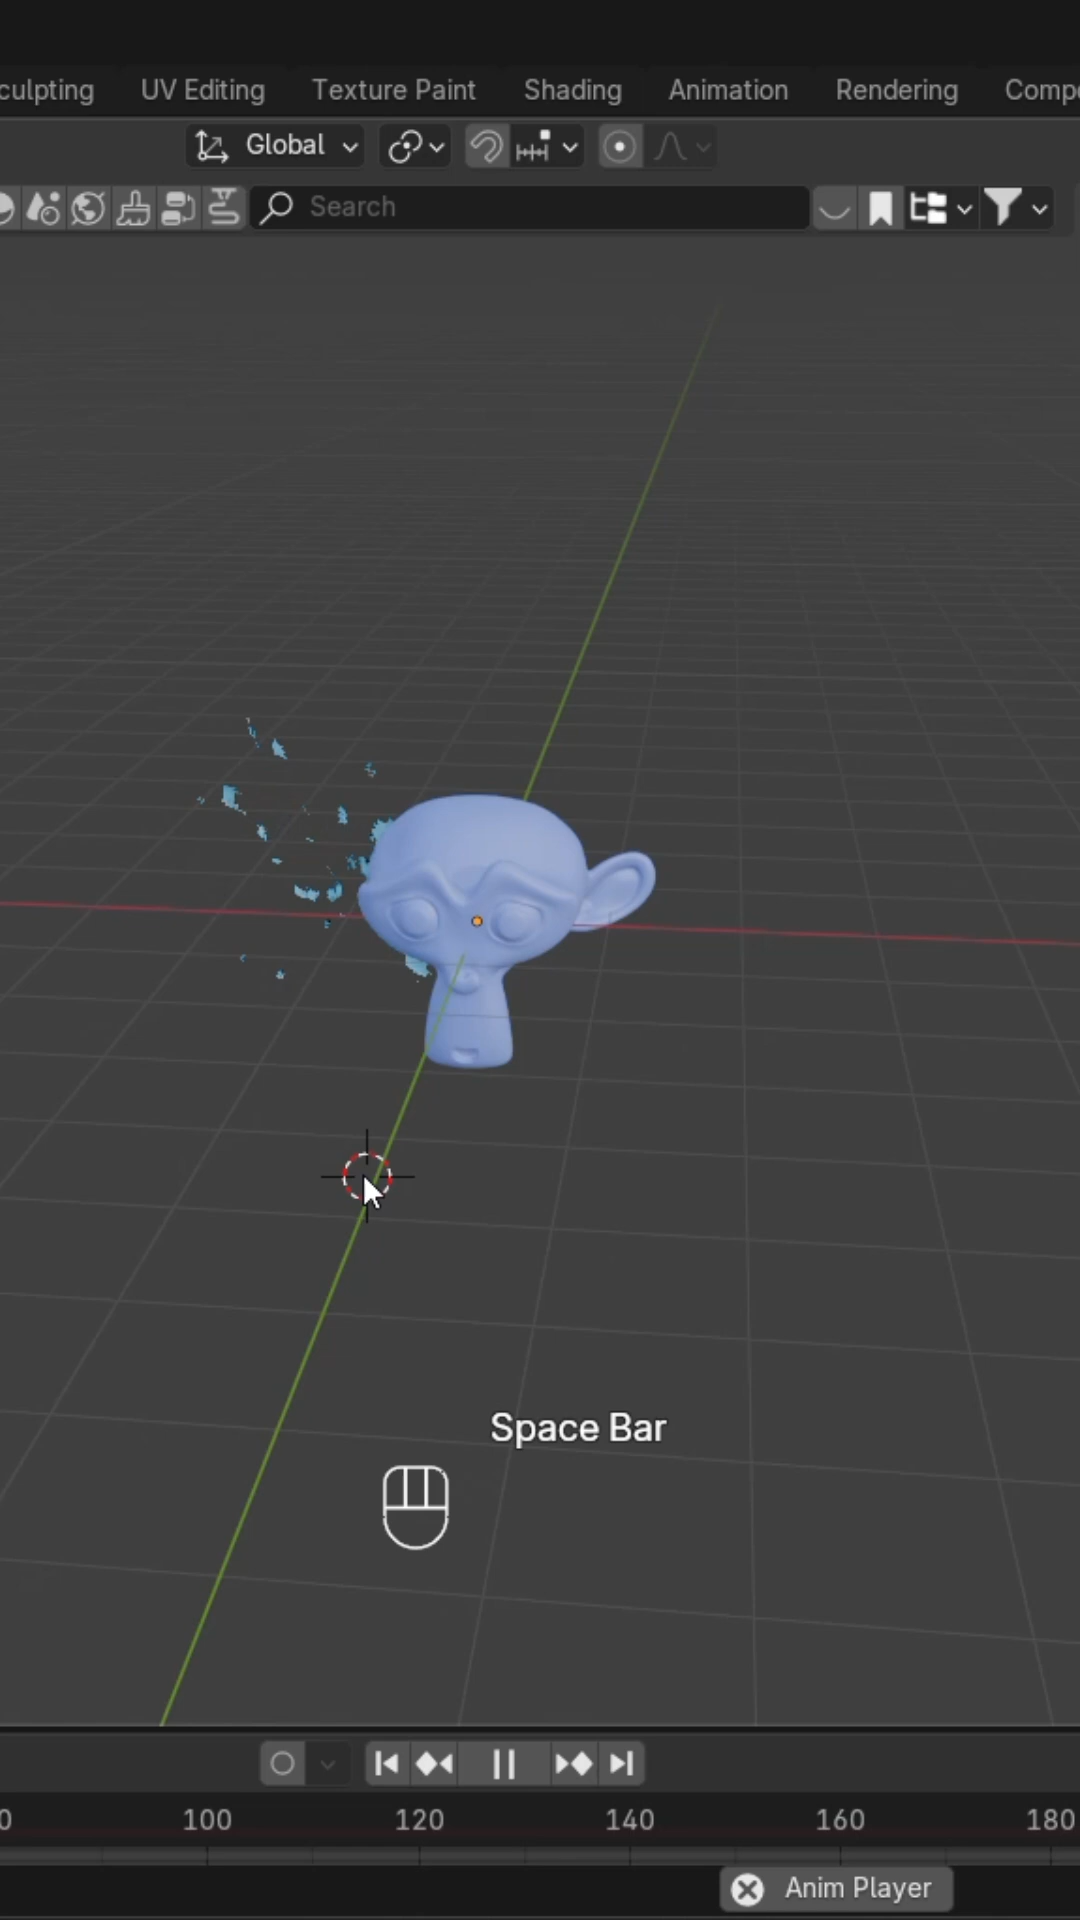 culpting UV Editing Texture Paint Shading Animation Rendering Comp
Global
Search
Space Bar
0 100 120 140 160 180
Anim Player